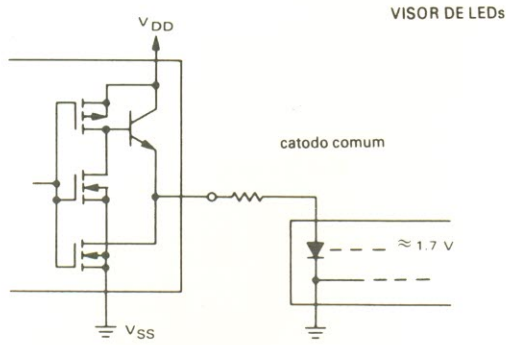 VISOR DE LEDs
VDD
catodo comum
≈ 1.7 V
VSS